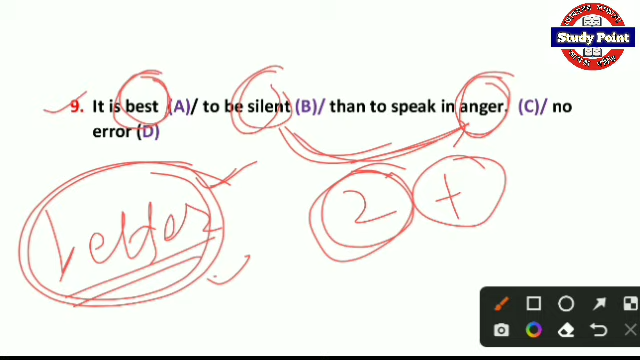 Study Point
9. It is best (A)/ to be silent (B)/ than to speak in anger. (C)/ no
error (D)
better
2 +